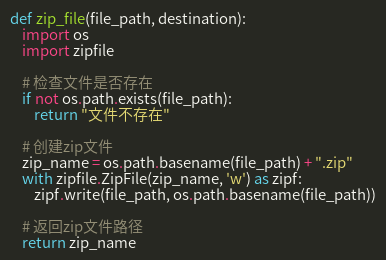 def zip_file(file_path, destination):
    import os
    import zipfile

    # 检查文件是否存在
    if not os.path.exists(file_path):
        return "文件不存在"

    # 创建zip文件
    zip_name = os.path.basename(file_path) + ".zip"
    with zipfile.ZipFile(zip_name, 'w') as zipf:
        zipf.write(file_path, os.path.basename(file_path))

    # 返回zip文件路径
    return zip_name